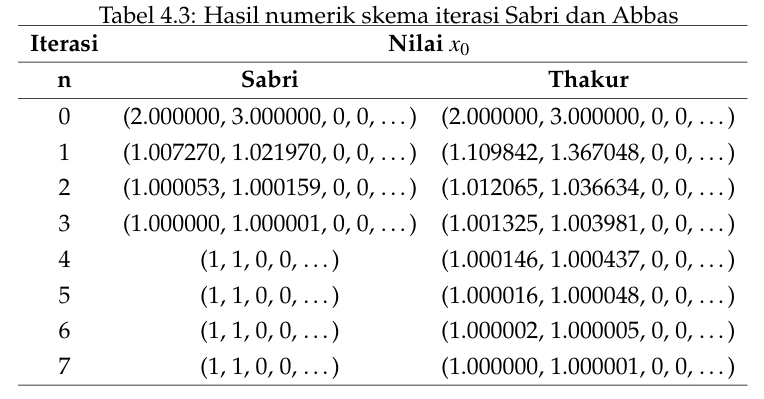 Tabel 4.3: Hasil numerik skema iterasi Sabri dan Abbas
Iterasi Nilai x₀
n Sabri Thakur
0 (2.000000, 3.000000, 0, 0, . . . ) (2.000000, 3.000000, 0, 0, . . . )
1 (1.007270, 1.021970, 0, 0, . . . ) (1.109842, 1.367048, 0, 0, . . . )
2 (1.000053, 1.000159, 0, 0, . . . ) (1.012065, 1.036634, 0, 0, . . . )
3 (1.000000, 1.000001, 0, 0, . . . ) (1.001325, 1.003981, 0, 0, . . . )
4 (1, 1, 0, 0, . . . ) (1.000146, 1.000437, 0, 0, . . . )
5 (1, 1, 0, 0, . . . ) (1.000016, 1.000048, 0, 0, . . . )
6 (1, 1, 0, 0, . . . ) (1.000002, 1.000005, 0, 0, . . . )
7 (1, 1, 0, 0, . . . ) (1.000000, 1.000001, 0, 0, . . . )